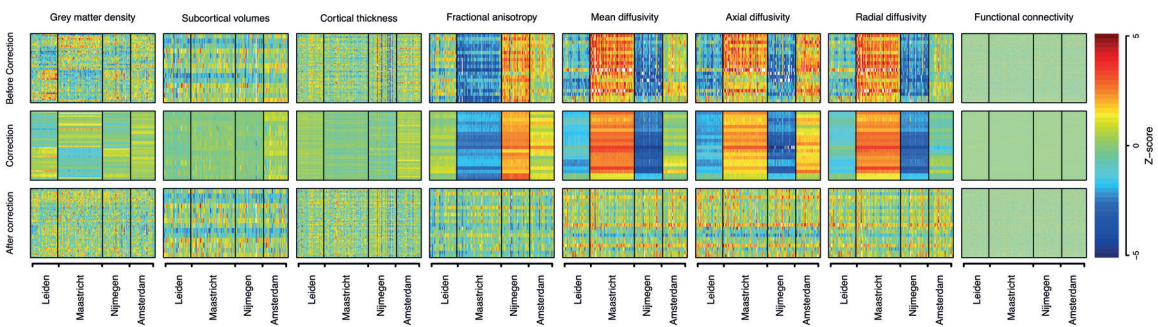 Grey matter density Subcortical volumes Cortical thickness Fractional anisotropy Mean diffusivity Axial diffusivity Radial diffusivity Functional connectivity
Before Correction
Correction
After correction
5
0
-5
Z-score
Leiden Maastricht Nijmegen Amsterdam Leiden Maastricht Nijmegen Amsterdam Leiden Maastricht Nijmegen Amsterdam Leiden Maastricht Nijmegen Amsterdam Leiden Maastricht Nijmegen Amsterdam Leiden Maastricht Nijmegen Amsterdam Leiden Maastricht Nijmegen Amsterdam Leiden Maastricht Nijmegen Amsterdam